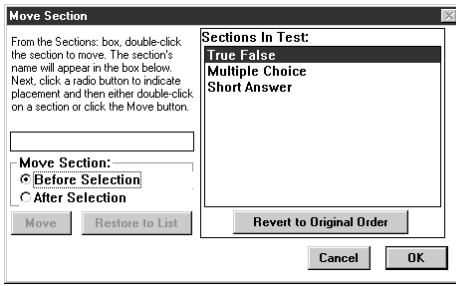 Move Section
From the Sections: box, double-click
the section to move. The section's
name will appear in the box below.
Next, click a radio button to indicate
placement and then either double-click
on a section or click the Move button.
Move Section:
Before Selection
After Selection
Move
Restore to List
Sections In Test:
True False
Multiple Choice
Short Answer
Revert to Original Order
Cancel
OK